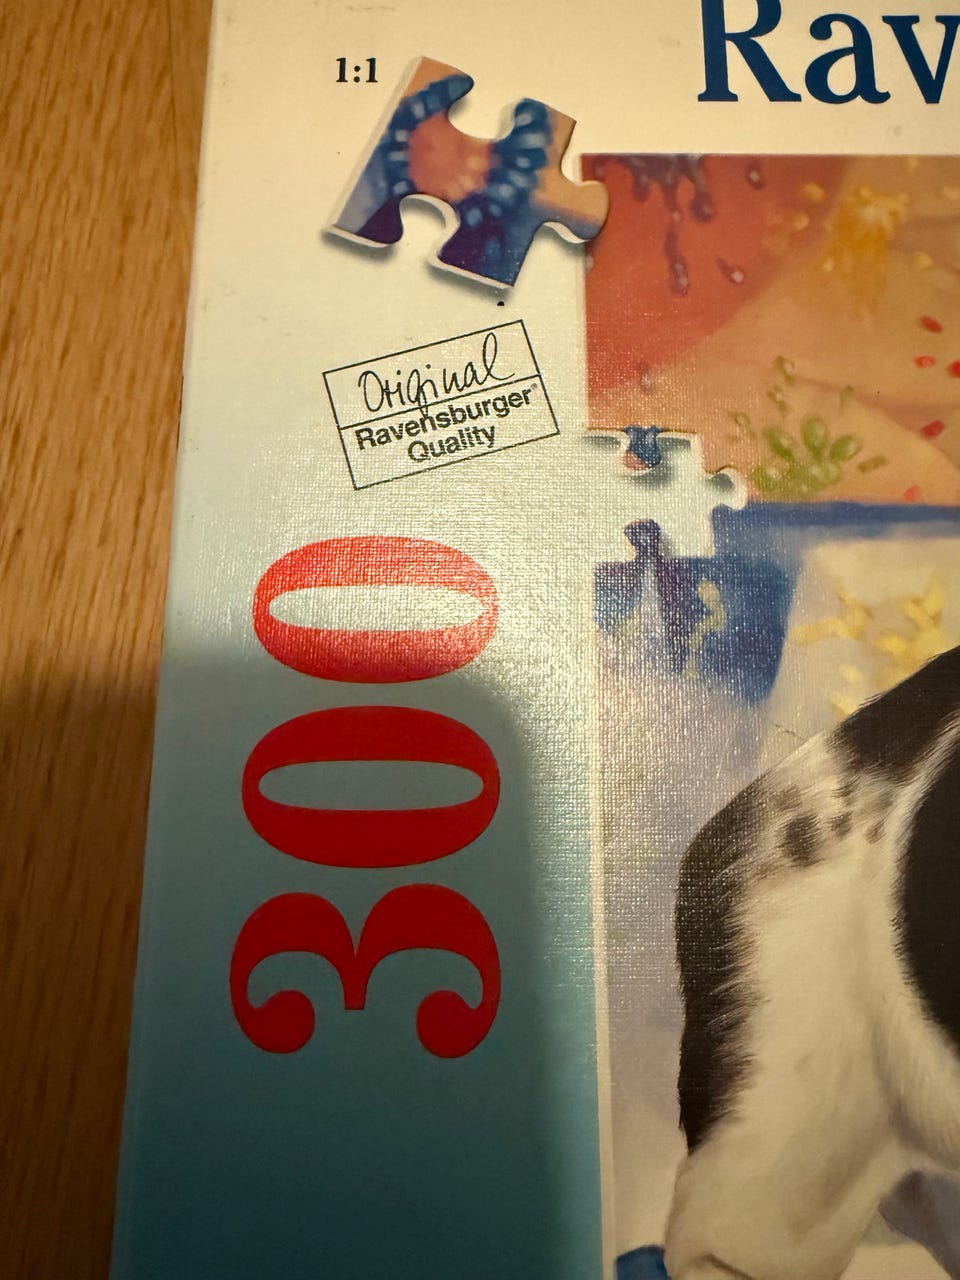 1:1
Rav
Original
Ravensburger®
Quality
300